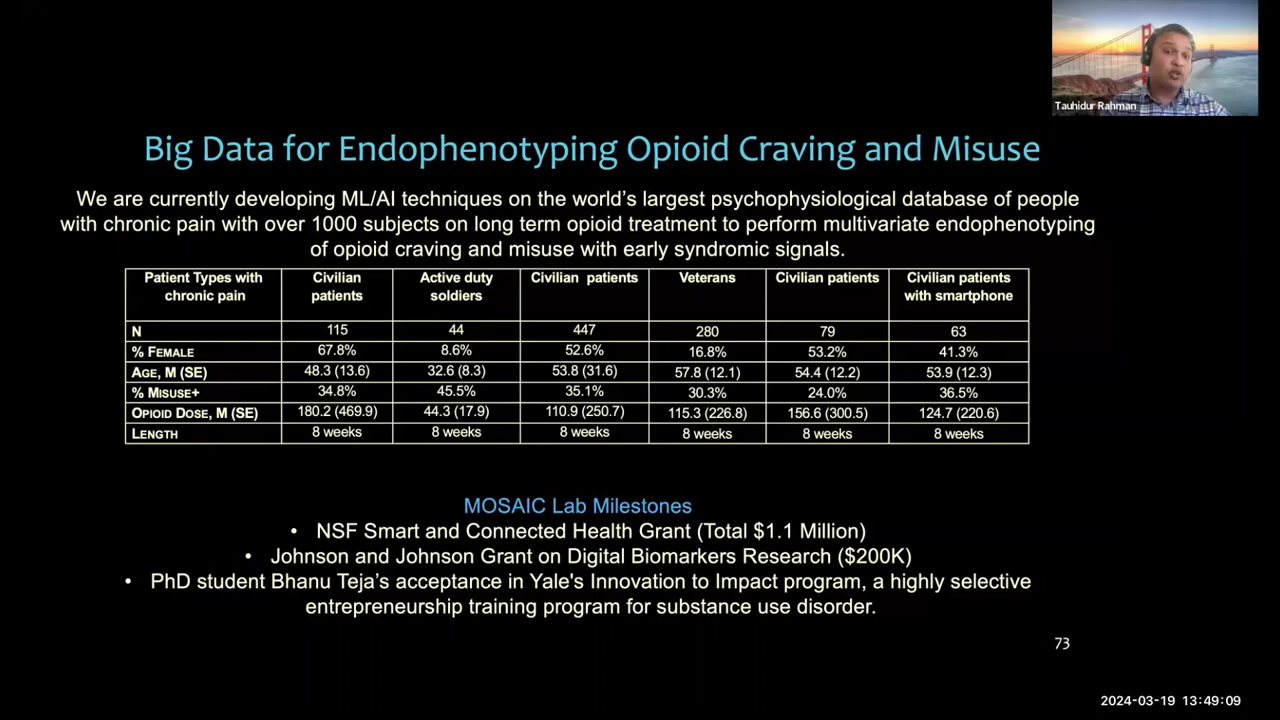 Tauhidur Rahman
Big Data for Endophenotyping Opioid Craving and Misuse
We are currently developing ML/AI techniques on the world's largest psychophysiological database of people
with chronic pain with over 1000 subjects on long term opioid treatment to perform multivariate endophenotyping
of opioid craving and misuse with early syndromic signals.
Patient Types with chronic pain | Civilian patients | Active duty soldiers | Civilian patients | Veterans | Civilian patients | Civilian patients with smartphone
N | 115 | 44 | 447 | 280 | 79 | 63
% FEMALE | 67.8% | 8.6% | 52.6% | 16.8% | 53.2% | 41.3%
AGE, M (SE) | 48.3 (13.6) | 32.6 (8.3) | 53.8 (31.6) | 57.8 (12.1) | 54.4 (12.2) | 53.9 (12.3)
% MISUSE+ | 34.8% | 45.5% | 35.1% | 30.3% | 24.0% | 36.5%
OPIOID DOSE, M (SE) | 180.2 (469.9) | 44.3 (17.9) | 110.9 (250.7) | 115.3 (226.8) | 156.6 (300.5) | 124.7 (220.6)
LENGTH | 8 weeks | 8 weeks | 8 weeks | 8 weeks | 8 weeks | 8 weeks
MOSAIC Lab Milestones
• NSF Smart and Connected Health Grant (Total $1.1 Million)
• Johnson and Johnson Grant on Digital Biomarkers Research ($200K)
• PhD student Bhanu Teja's acceptance in Yale's Innovation to Impact program, a highly selective
entrepreneurship training program for substance use disorder.
73
2024-03-19 13:49:09